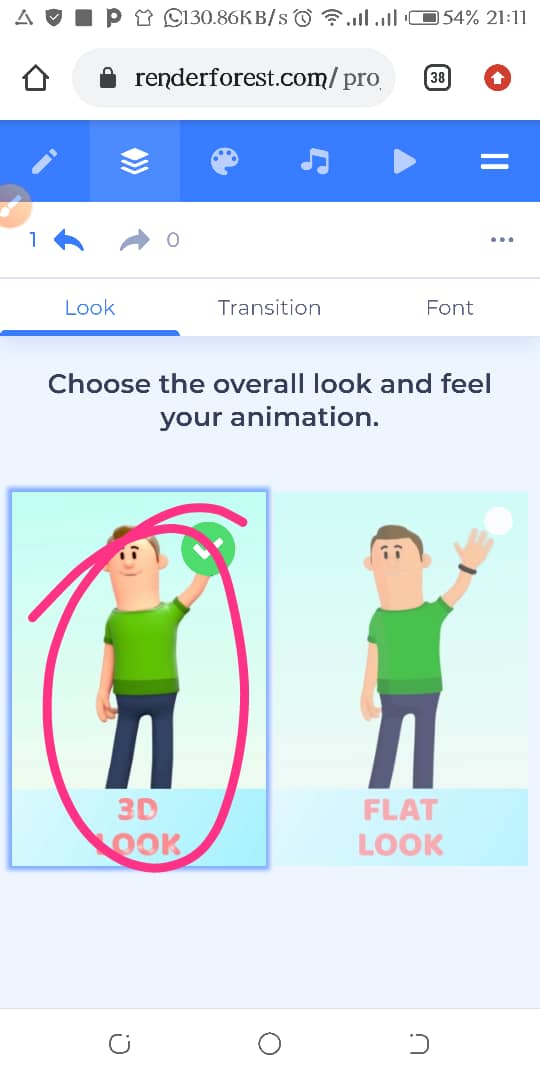 130.86KB/s 54% 21:11
38
renderforest.com/ pro
1 0
Look Transition Font
Choose the overall look and feel
your animation.
3D
LOOK
FLAT
LOOK